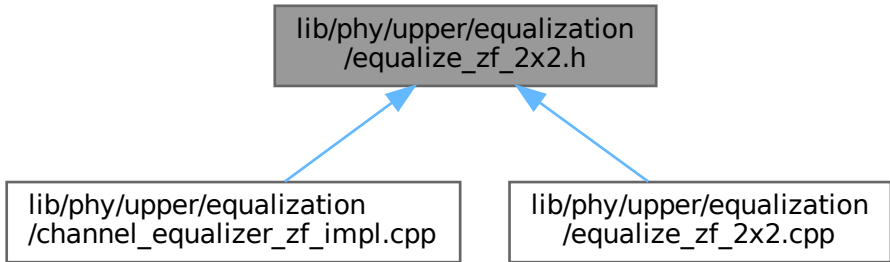 lib/phy/upper/equalization
/equalize_zf_2x2.h
lib/phy/upper/equalization
/channel_equalizer_zf_impl.cpp
lib/phy/upper/equalization
/equalize_zf_2x2.cpp